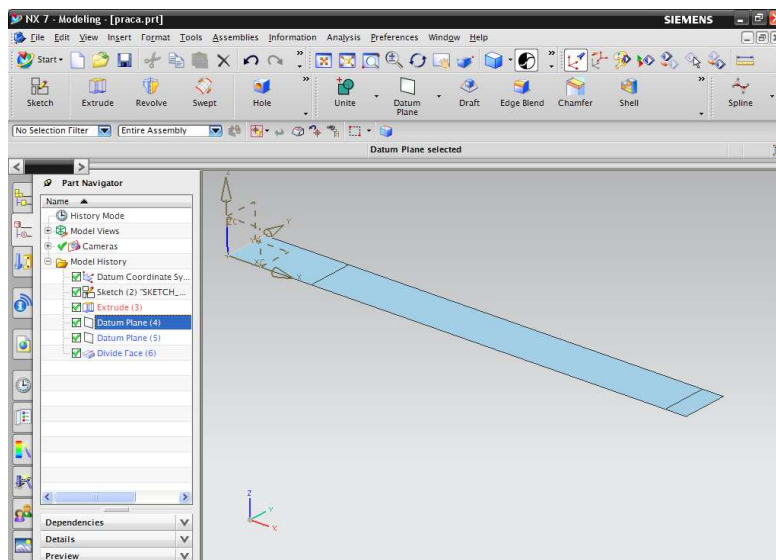 NX 7 - Modeling - [praca.prt]
SIEMENS
File Edit View Insert Format Tools Assemblies Information Analysis Preferences Window Help
Start
Sketch Extrude Revolve Swept Hole Unite Datum Plane Draft Edge Blend Chamfer Shell Spline
No Selection Filter Entire Assembly
Datum Plane selected
Part Navigator
Name
History Mode
Model Views
Cameras
Model History
Datum Coordinate Sy...
Sketch (2) "SKETCH_...
Extrude (3)
Datum Plane (4)
Datum Plane (5)
Divide Face (6)
Dependencies
Details
Preview
Z
Y
X
Z
Y
X